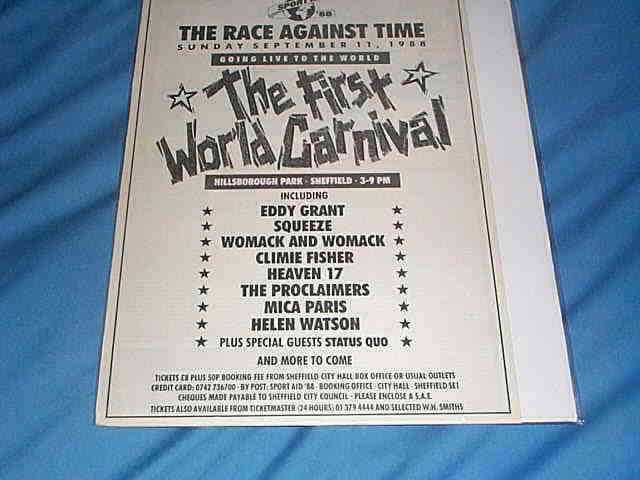 SPORT
'88
THE RACE AGAINST TIME
SUNDAY SEPTEMBER 11, 1988
GOING LIVE TO THE WORLD
The First
World Carnival
HILLSBOROUGH PARK · SHEFFIELD · 3-9 PM
INCLUDING
★ EDDY GRANT ★
★ SQUEEZE ★
★ WOMACK AND WOMACK ★
★ CLIMIE FISHER ★
★ HEAVEN 17 ★
★ THE PROCLAIMERS ★
★ MICA PARIS ★
★ HELEN WATSON ★
★ PLUS SPECIAL GUESTS STATUS QUO ★
AND MORE TO COME
TICKETS £8 PLUS 50P BOOKING FEE FROM SHEFFIELD CITY HALL BOX OFFICE OR USUAL OUTLETS
CREDIT CARD: 0742 736700 · BY POST: SPORT AID '88 · BOOKING OFFICE · CITY HALL · SHEFFIELD SE1
CHEQUES MADE PAYABLE TO SHEFFIELD CITY COUNCIL · PLEASE ENCLOSE A S.A.E.
TICKETS ALSO AVAILABLE FROM TICKETMASTER (24 HOURS) 01 379 4444 AND SELECTED W.H. SMITHS